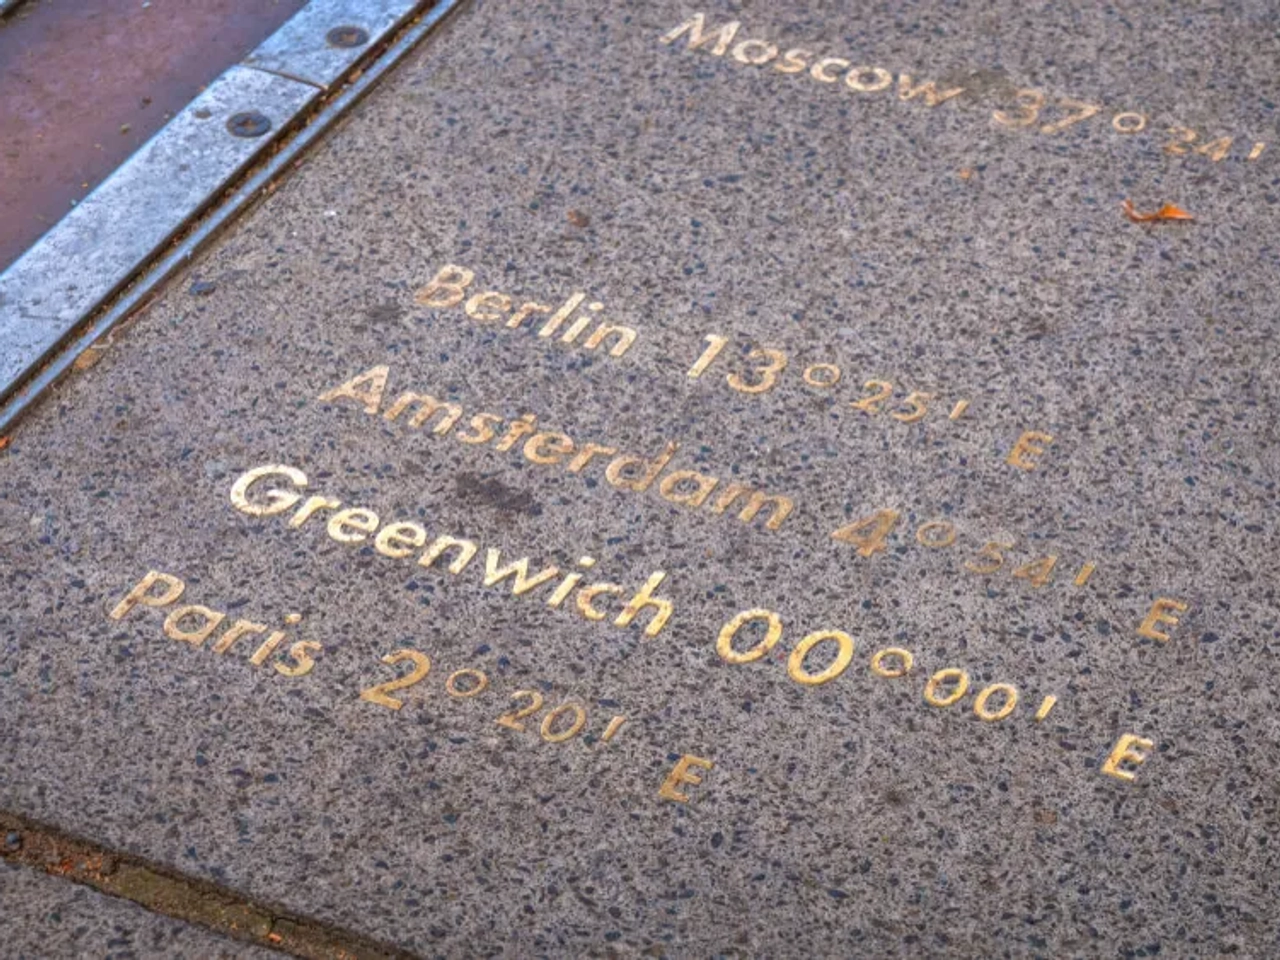 Moscow 37° 24'
Berlin 13° 25' E
Amsterdam 4° 54' E
Greenwich 00° 00' E
Paris 2° 20' E